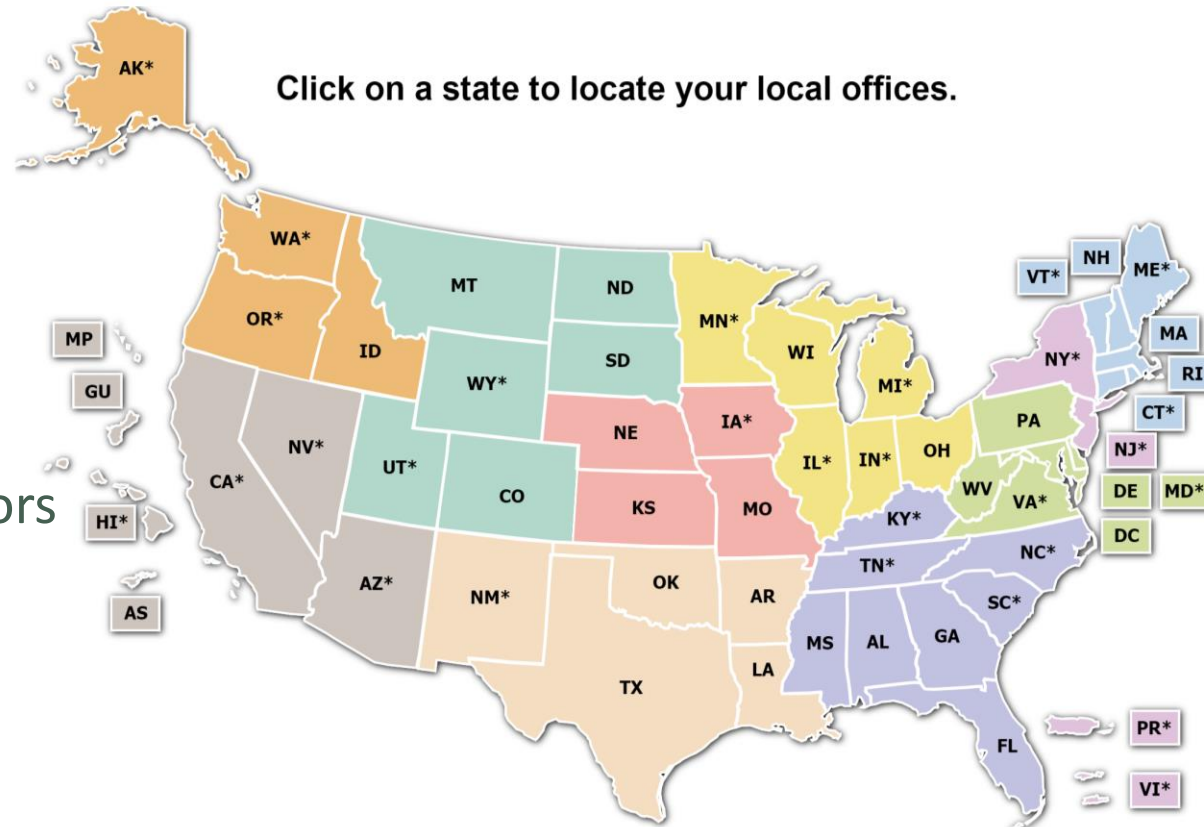 AK*
Click on a state to locate your local offices.
WA*
MT
ND
MN*
VT*
NH
ME*
OR*
ID
WY*
SD
WI
MI*
NY*
MA
RI
MP
GU
NV*
UT*
CO
NE
IA*
IL*
IN*
OH
PA
CT*
NJ*
CA*
KS
MO
WV
VA*
DE
MD*
ors
HI*
KY*
DC
AZ*
NM*
OK
AR
TN*
NC*
SC*
AS
TX
LA
MS
AL
GA
FL
PR*
VI*